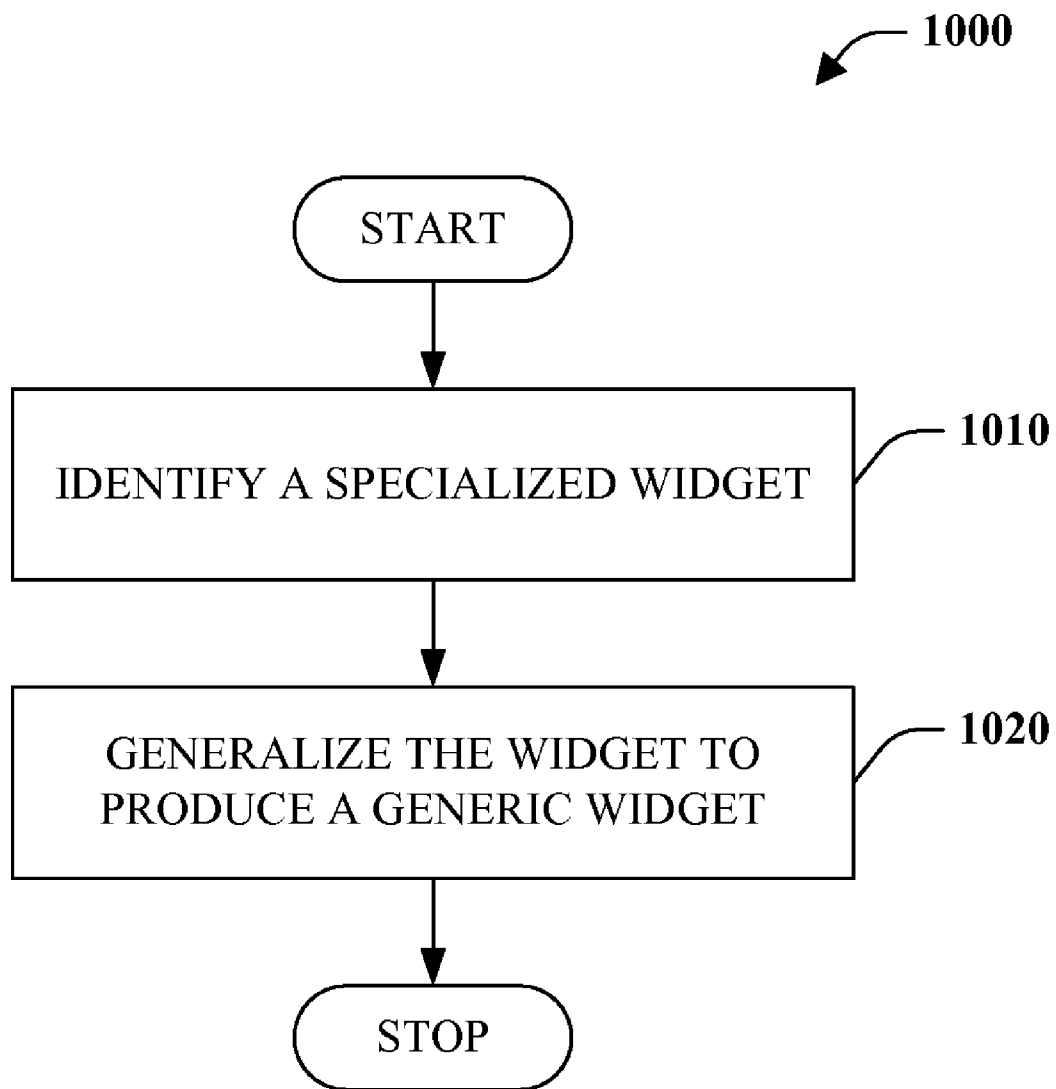 1000
START
IDENTIFY A SPECIALIZED WIDGET
1010
GENERALIZE THE WIDGET TO
PRODUCE A GENERIC WIDGET
1020
STOP